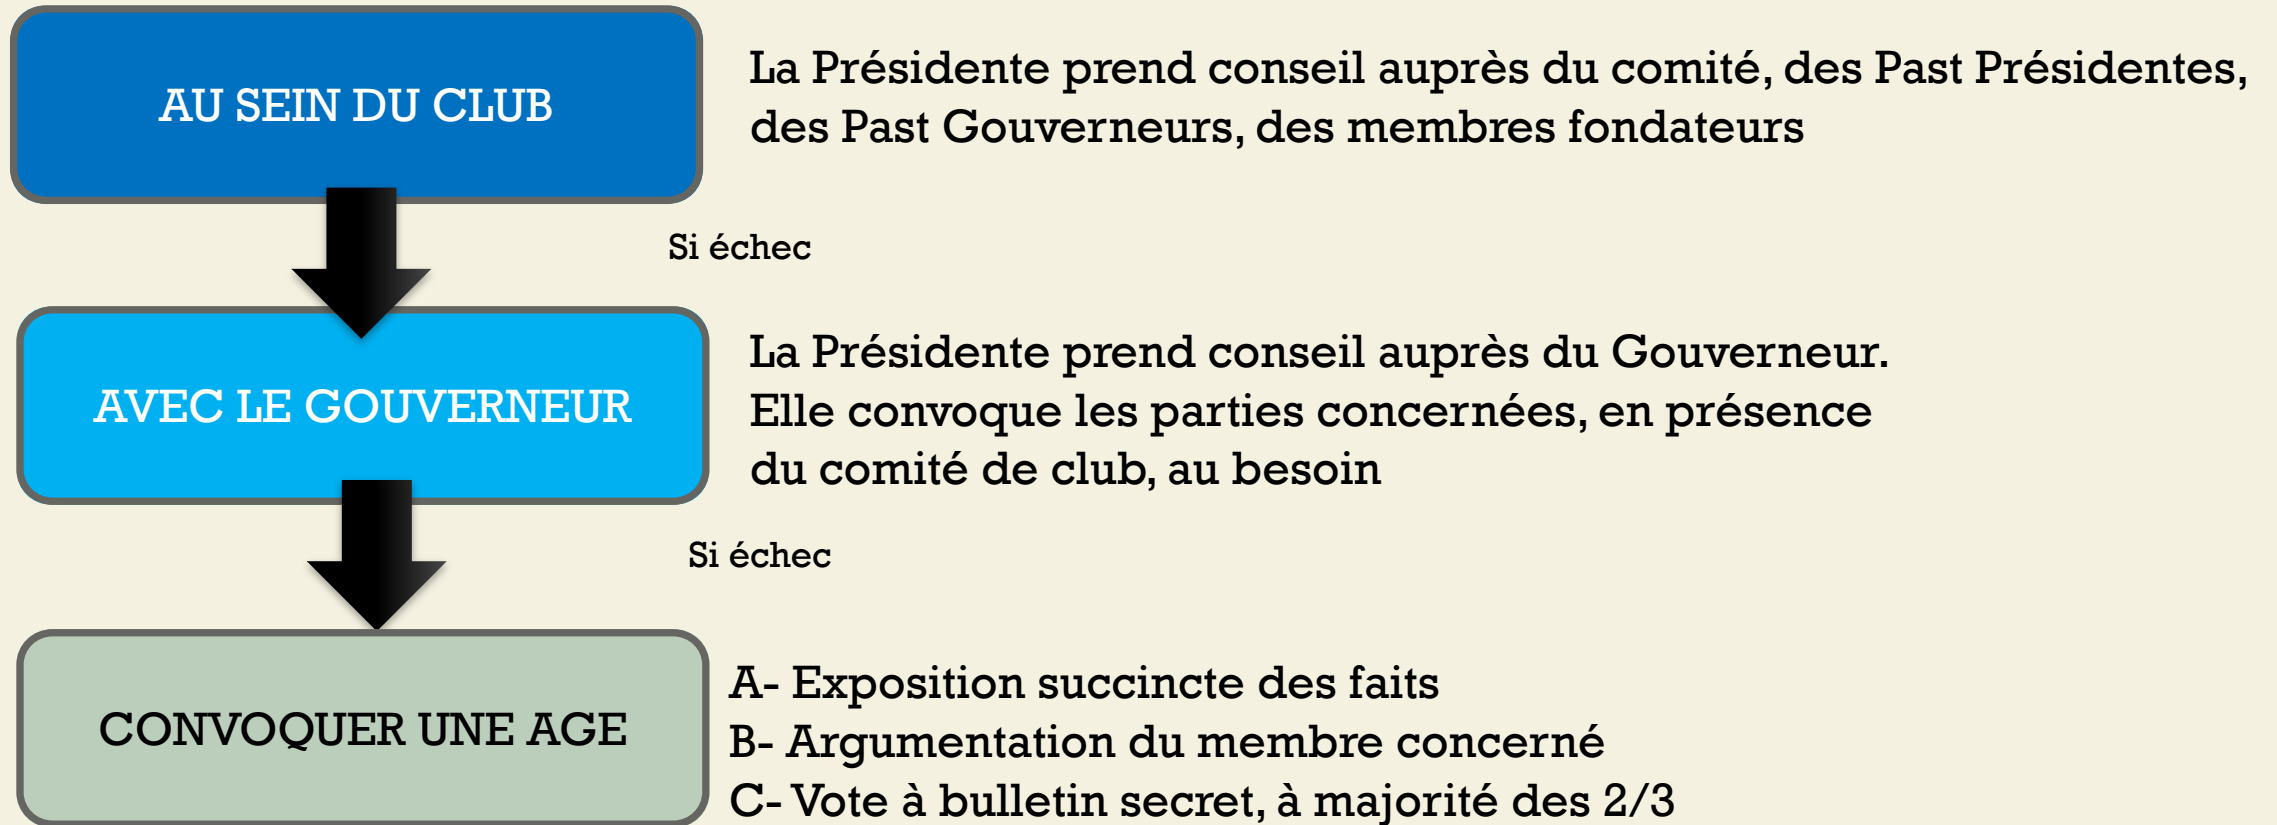 AU SEIN DU CLUB
La Présidente prend conseil auprès du comité, des Past Présidentes,
des Past Gouverneurs, des membres fondateurs
Si échec
AVEC LE GOUVERNEUR
La Présidente prend conseil auprès du Gouverneur.
Elle convoque les parties concernées, en présence
du comité de club, au besoin
Si échec
CONVOQUER UNE AGE
A- Exposition succincte des faits
B- Argumentation du membre concerné
C- Vote à bulletin secret, à majorité des 2/3